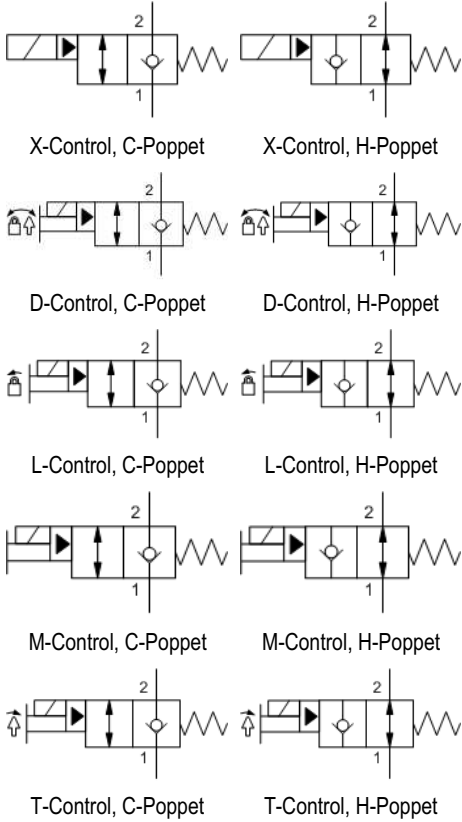 2 2
1 1
X-Control, C-Poppet X-Control, H-Poppet
2 2
1 1
D-Control, C-Poppet D-Control, H-Poppet
2 2
1 1
L-Control, C-Poppet L-Control, H-Poppet
2 2
1 1
M-Control, C-Poppet M-Control, H-Poppet
2 2
1 1
T-Control, C-Poppet T-Control, H-Poppet